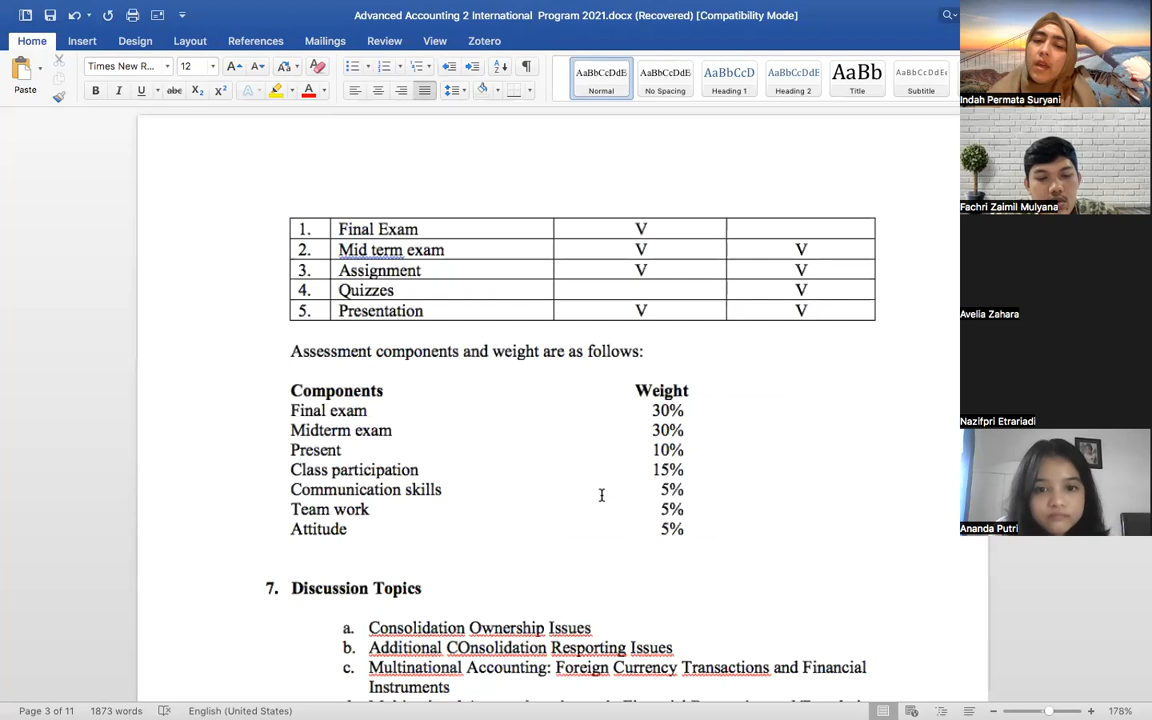 Advanced Accounting 2 International Program 2021.docx (Recovered) [Compatibility Mode]
Home Insert Design Layout References Mailings Review View Zotero
Paste
Times New R... 12
AaBbCcDdE AaBbCcDdE AaBbCcD AaBbCcDdE AaBb AaBbCcDdE
Normal No Spacing Heading 1 Heading 2 Title Subtitle
B I U abc X2 X2 A A
1. Final Exam V
2. Mid term exam V V
3. Assignment V V
4. Quizzes V
5. Presentation V V
Assessment components and weight are as follows:
Components Weight
Final exam 30%
Midterm exam 30%
Present 10%
Class participation 15%
Communication skills 5%
Team work 5%
Attitude 5%
7. Discussion Topics
a. Consolidation Ownership Issues
b. Additional COnsolidation Resporting Issues
c. Multinational Accounting: Foreign Currency Transactions and Financial
Instruments
Page 3 of 11 1873 words English (United States) 178%
Indah Permata Suryani
Fachri Zaimil Mulyana
Avelia Zahara
Nazifpri Etrariadi
Ananda Putri